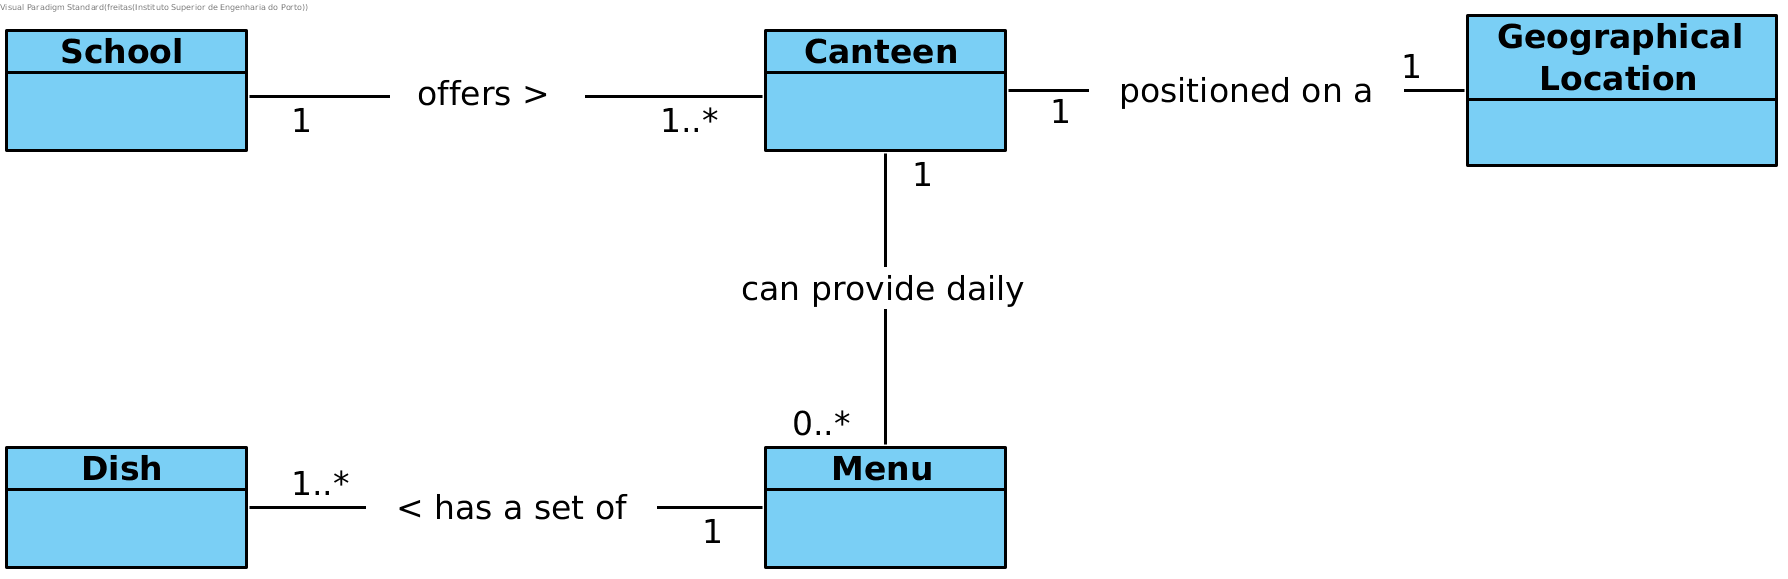 Visual Paradigm Standard(freitas(Instituto Superior de Engenharia do Porto))
School
1
offers >
1..*
Canteen
1
positioned on a
1
Geographical
Location
1
can provide daily
0..*
Dish
1..*
< has a set of
1
Menu